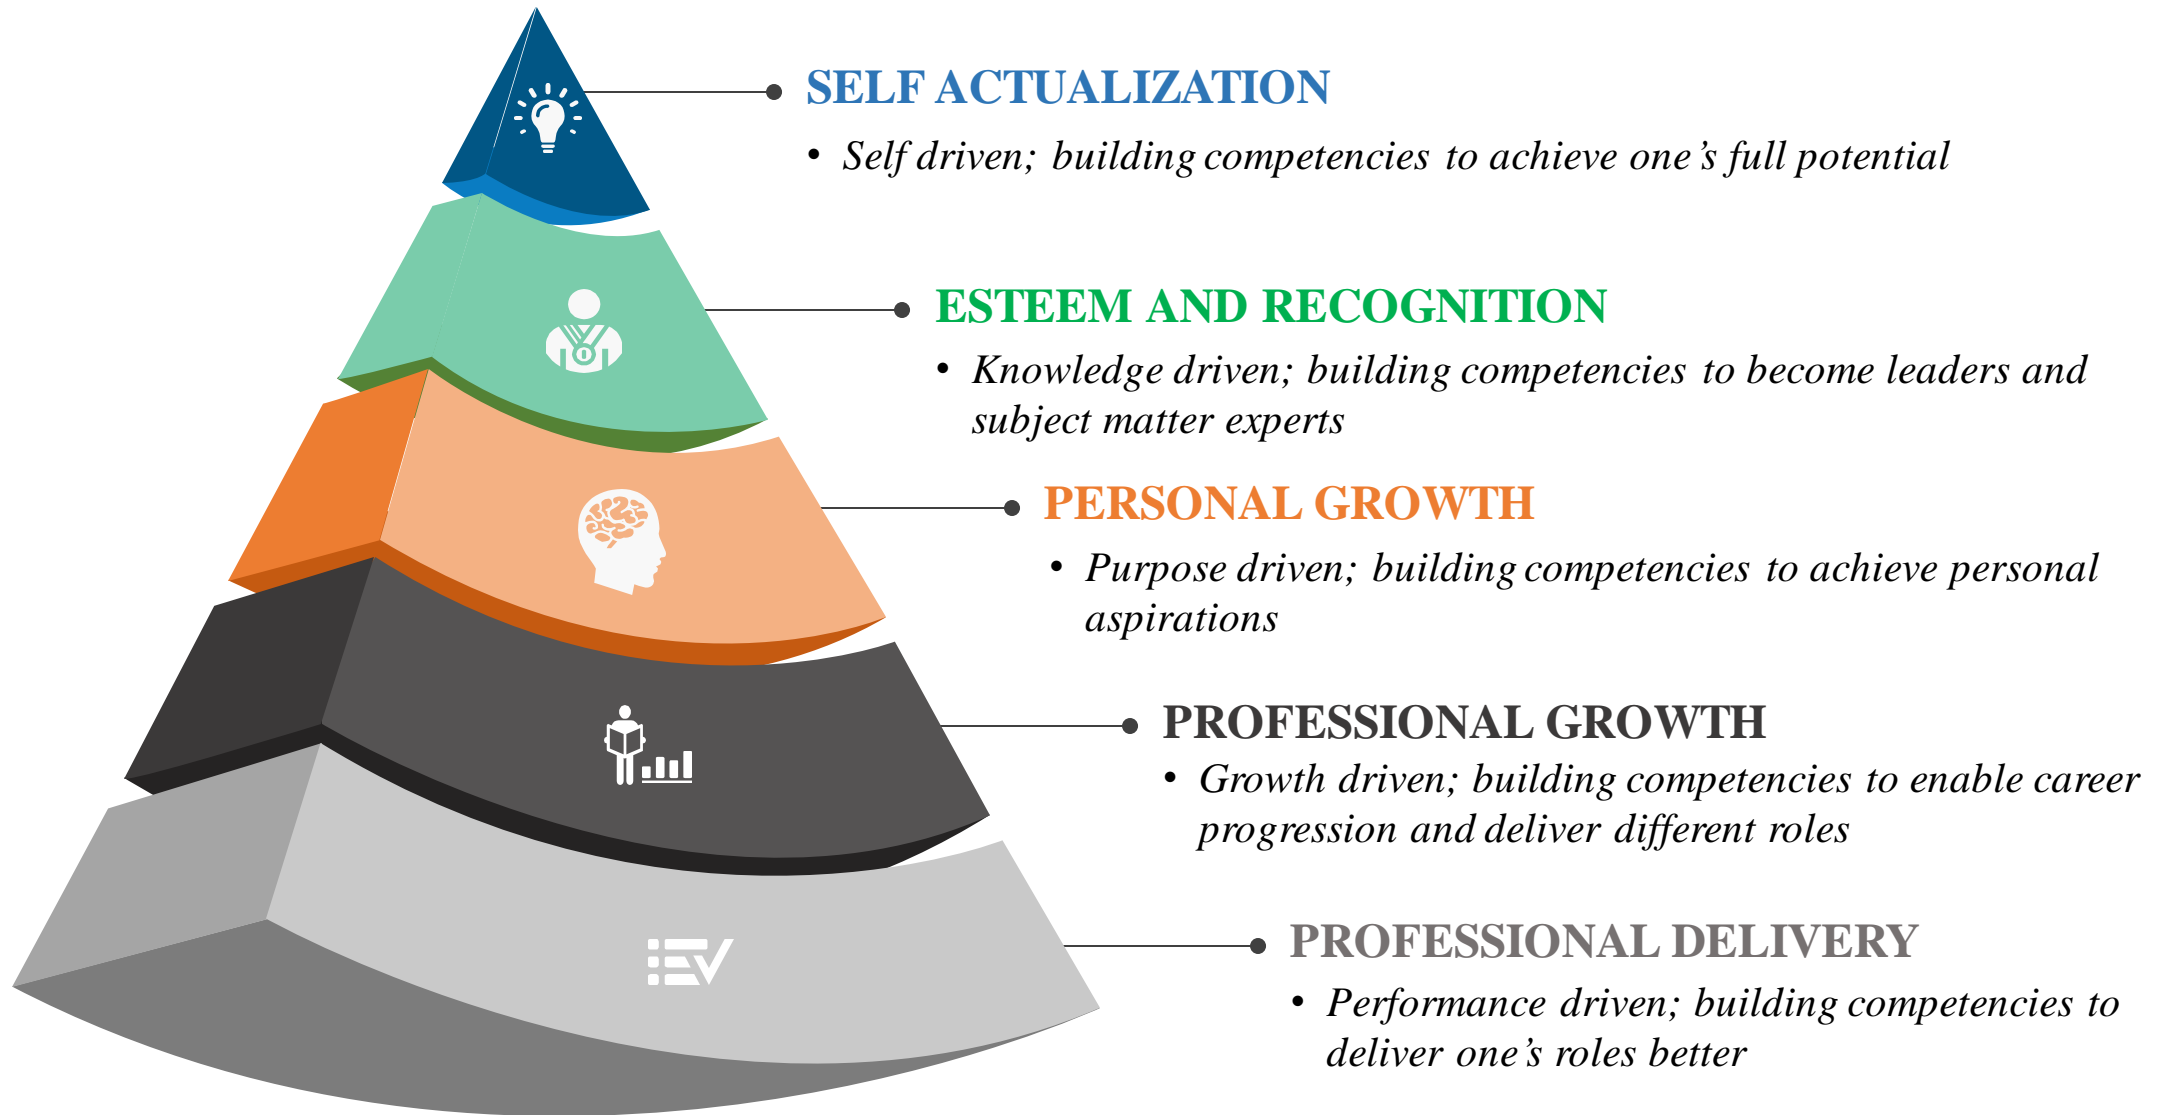 SELF ACTUALIZATION
• Self driven; building competencies to achieve one’s full potential
ESTEEM AND RECOGNITION
• Knowledge driven; building competencies to become leaders and
subject matter experts
PERSONAL GROWTH
• Purpose driven; building competencies to achieve personal
aspirations
PROFESSIONAL GROWTH
• Growth driven; building competencies to enable career
progression and deliver different roles
PROFESSIONAL DELIVERY
• Performance driven; building competencies to
deliver one’s roles better